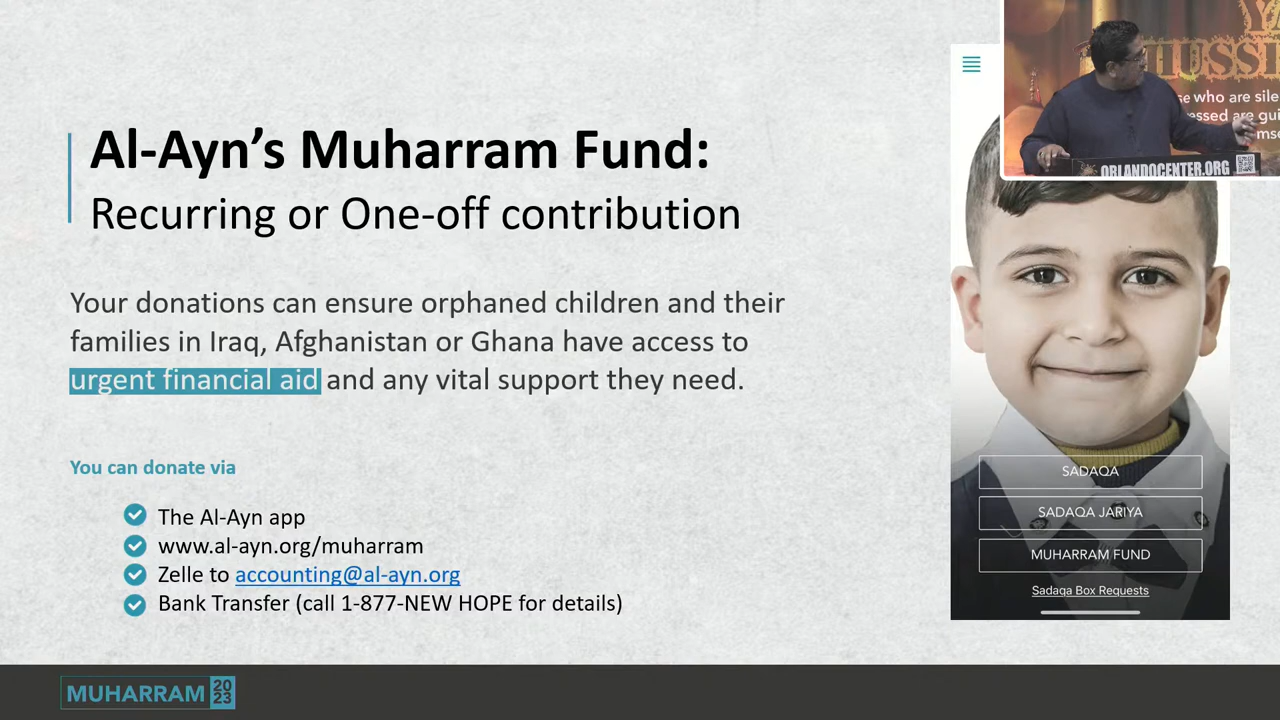 Al-Ayn’s Muharram Fund:
Recurring or One-off contribution
Your donations can ensure orphaned children and their
families in Iraq, Afghanistan or Ghana have access to
urgent financial aid and any vital support they need.
You can donate via
The Al-Ayn app
www.al-ayn.org/muharram
Zelle to accounting@al-ayn.org
Bank Transfer (call 1-877-NEW HOPE for details)
who are
are
ORLANDOCENTER.ORG
SADAQA
SADAQA JARIYA
MUHARRAM FUND
Sadaqa Box Requests
MUHARRAM 2023